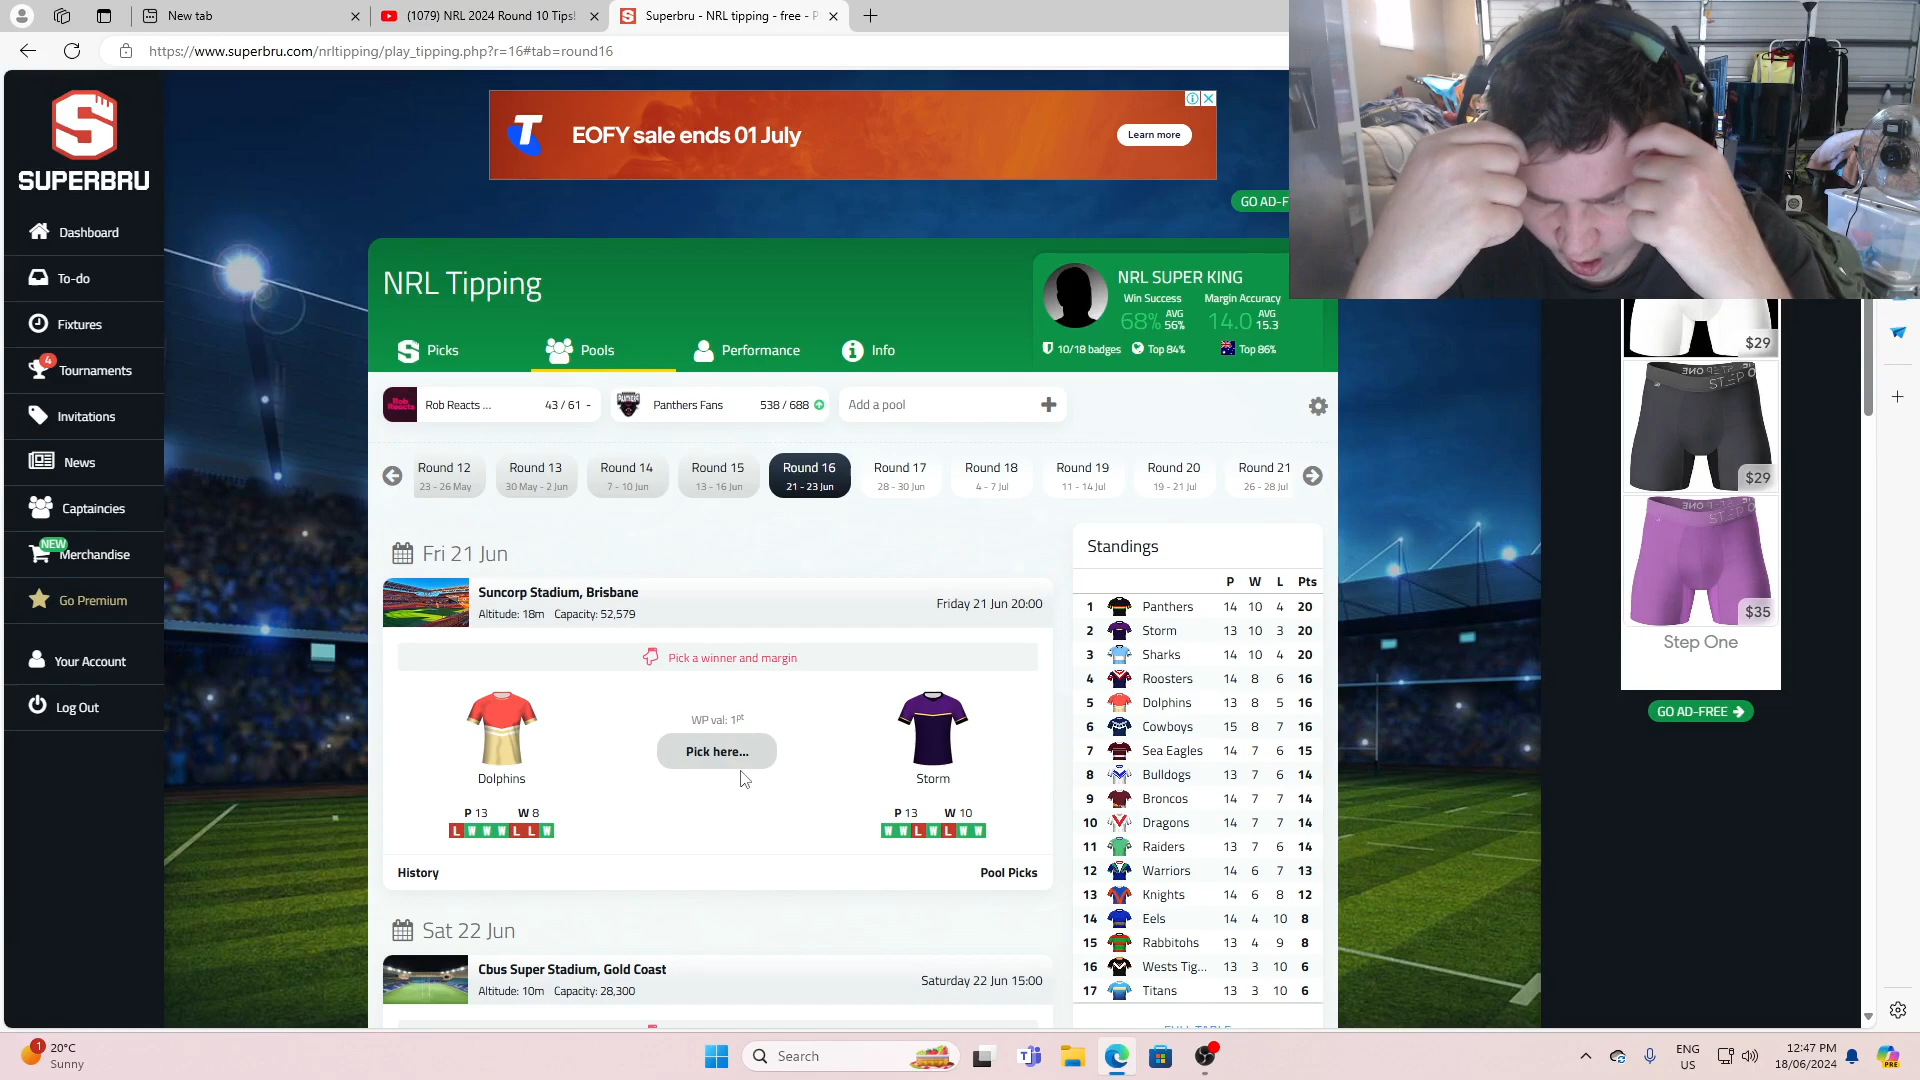 New tab
(1079) NRL 2024 Round 10 Tips!
Superbru - NRL tipping - free - P
https://www.superbru.com/nrltipping/play_tipping.php?r=16#tab=round16
SUPERBRU
Dashboard
To-do
Fixtures
4
Tournaments
Invitations
News
Captaincies
NEW
Merchandise
Go Premium
Your Account
Log Out
T
EOFY sale ends 01 July
Learn more
GO AD-F
NRL Tipping
NRL SUPER KING
Win Success Margin Accuracy
68% AVG 56% 14.0 AVG 15.3
10/18 badges Top 84% Top 86%
Picks
Pools
Performance
Info
Rob Reacts ... 43 / 61 -
Panthers Fans 538 / 688
Add a pool
Round 12
23 - 26 May
Round 13
30 May - 2 Jun
Round 14
7 - 10 Jun
Round 15
13 - 16 Jun
Round 16
21 - 23 Jun
Round 17
28 - 30 Jun
Round 18
4 - 7 Jul
Round 19
11 - 14 Jul
Round 20
19 - 21 Jul
Round 21
26 - 28 Jul
Fri 21 Jun
Suncorp Stadium, Brisbane
Altitude: 18m Capacity: 52,579
Friday 21 Jun 20:00
Pick a winner and margin
WP val: 1pt
Pick here...
Dolphins
Storm
P 13 W 8
L W W W L L W
P 13 W 10
W W L W L W W
History
Pool Picks
Sat 22 Jun
Cbus Super Stadium, Gold Coast
Altitude: 10m Capacity: 28,300
Saturday 22 Jun 15:00
Standings
P W L Pts
1 Panthers 14 10 4 20
2 Storm 13 10 3 20
3 Sharks 14 10 4 20
4 Roosters 14 8 6 16
5 Dolphins 13 8 5 16
6 Cowboys 15 8 7 16
7 Sea Eagles 14 7 6 15
8 Bulldogs 13 7 6 14
9 Broncos 14 7 7 14
10 Dragons 14 7 7 14
11 Raiders 13 7 6 14
12 Warriors 14 6 7 13
13 Knights 14 6 8 12
14 Eels 14 4 10 8
15 Rabbitohs 13 4 9 8
16 Wests Tig... 13 3 10 6
17 Titans 13 3 10 6
FULL TABLE
$29
$29
$35
Step One
GO AD-FREE
1
20°C
Sunny
Search
ENG
US
12:47 PM
18/06/2024
PRE